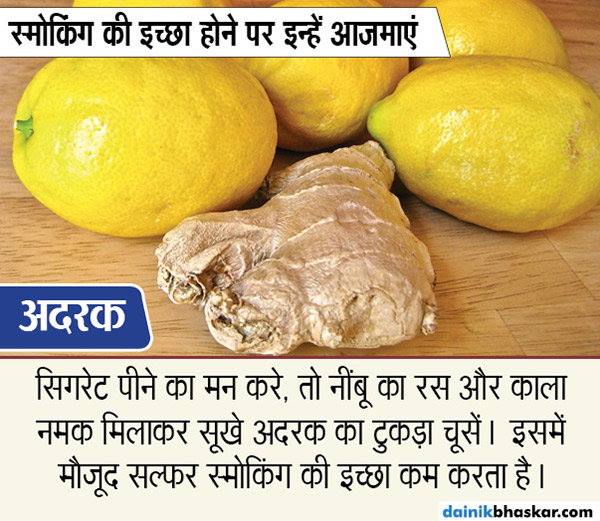 स्मोकिंग की इच्छा होने पर इन्हें आजमाएं
अदरक
सिगरेट पीने का मन करे, तो नींबू का रस और काला
नमक मिलाकर सूखे अदरक का टुकड़ा चूसें। इसमें
मौजूद सल्फर स्मोकिंग की इच्छा कम करता है।
dainikbhaskar.com